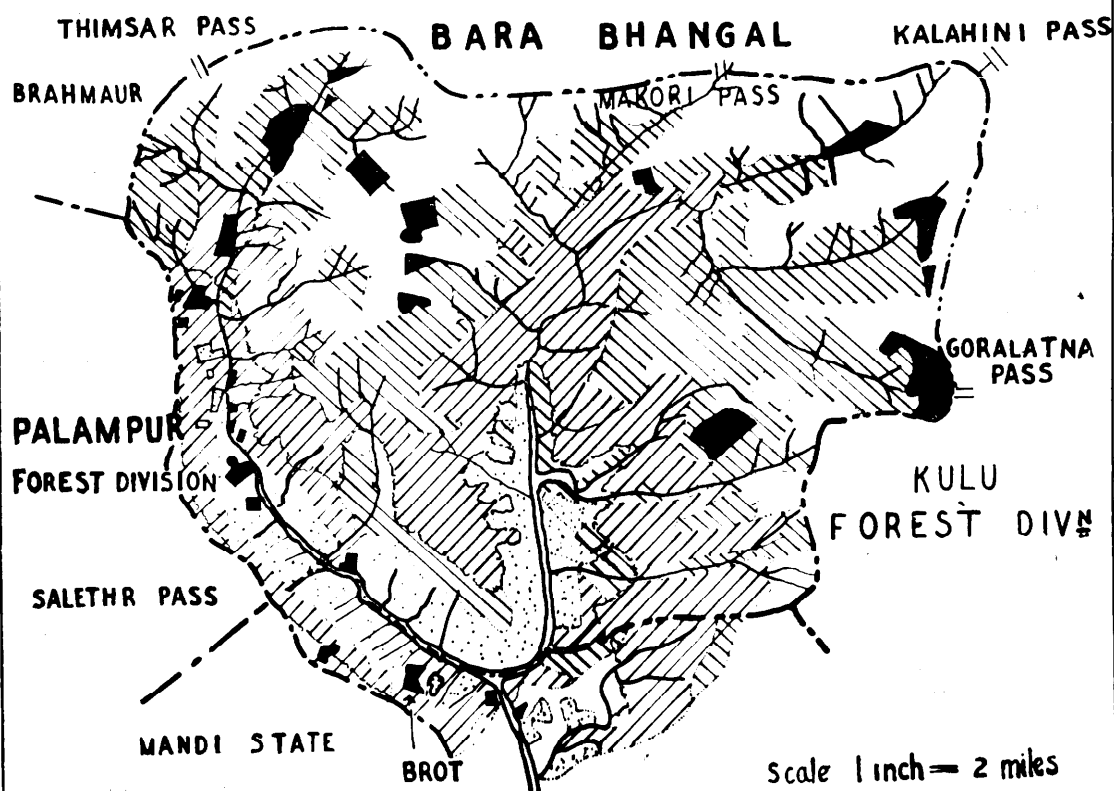 THIMSAR PASS
BARA BHANGAL
KALAHINI PASS
BRAHMAUR
MAKORI PASS
GORALATNA
PASS
PALAMPUR
FOREST DIVISION
KULU
FOREST DIVN
SALETHR PASS
MANDI STATE
BROT
Scale 1 inch = 2 miles